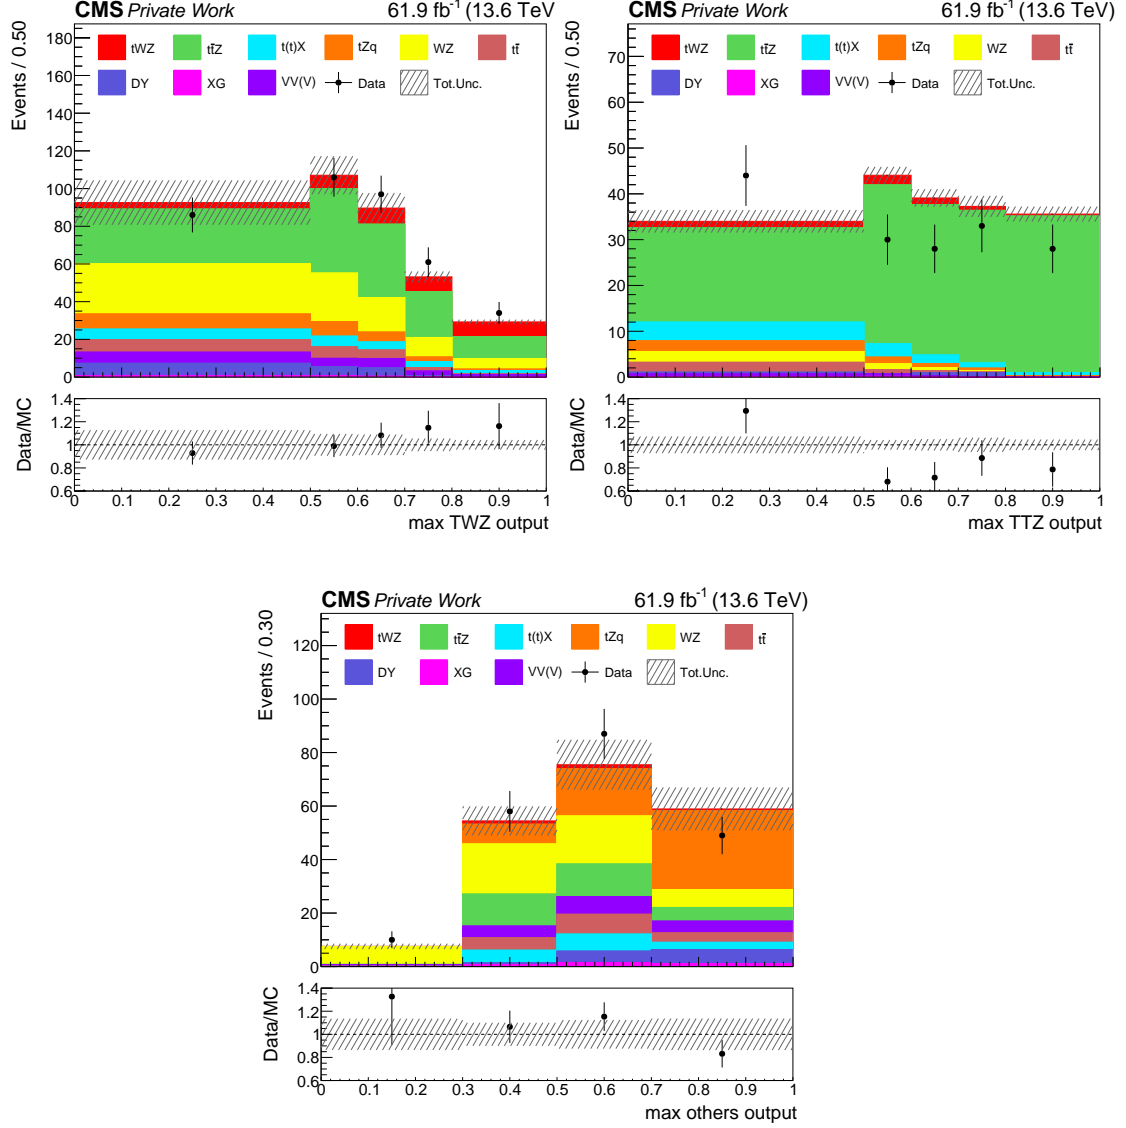 CMS Private Work 61.9 fb⁻¹ (13.6 TeV
Events / 0.50
180
160
140
120
100
80
60
40
20
0
tWZ tt̄Z t(t)X tZq WZ tt̄
DY XG VV(V) Data Tot.Unc.
Data/MC
1.4
1.2
1
0.8
0.6
0 0.1 0.2 0.3 0.4 0.5 0.6 0.7 0.8 0.9 1
max TWZ output
CMS Private Work 61.9 fb⁻¹ (13.6 TeV)
Events / 0.50
70
60
50
40
30
20
10
0
tWZ tt̄Z t(t)X tZq WZ tt̄
DY XG VV(V) Data Tot.Unc.
Data/MC
1.4
1.2
1
0.8
0.6
0 0.1 0.2 0.3 0.4 0.5 0.6 0.7 0.8 0.9 1
max TTZ output
CMS Private Work 61.9 fb⁻¹ (13.6 TeV)
Events / 0.30
120
100
80
60
40
20
0
tWZ tt̄Z t(t)X tZq WZ tt̄
DY XG VV(V) Data Tot.Unc.
Data/MC
1.4
1.2
1
0.8
0.6
0 0.1 0.2 0.3 0.4 0.5 0.6 0.7 0.8 0.9 1
max others output